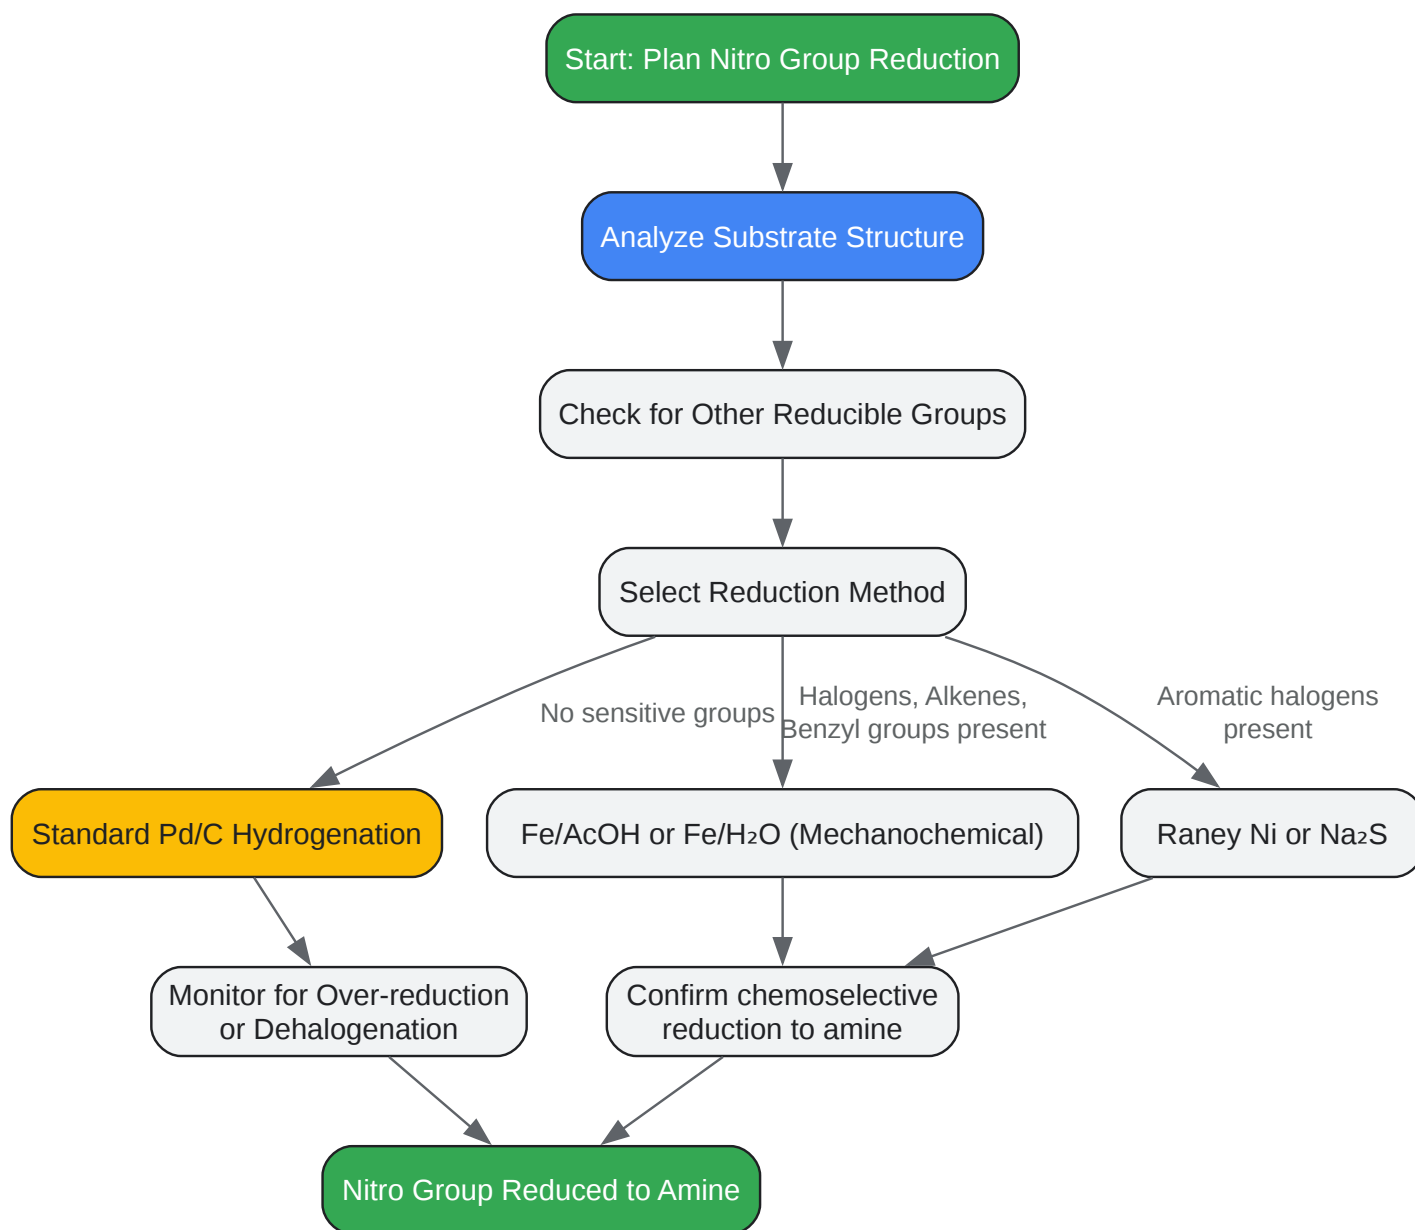 Start: Plan Nitro Group Reduction
Analyze Substrate Structure
Check for Other Reducible Groups
Select Reduction Method
No sensitive groups
Halogens, Alkenes,
Benzyl groups present
Aromatic halogens
present
Standard Pd/C Hydrogenation
Fe/AcOH or Fe/H₂O (Mechanochemical)
Raney Ni or Na₂S
Monitor for Over-reduction
or Dehalogenation
Confirm chemoselective
reduction to amine
Nitro Group Reduced to Amine